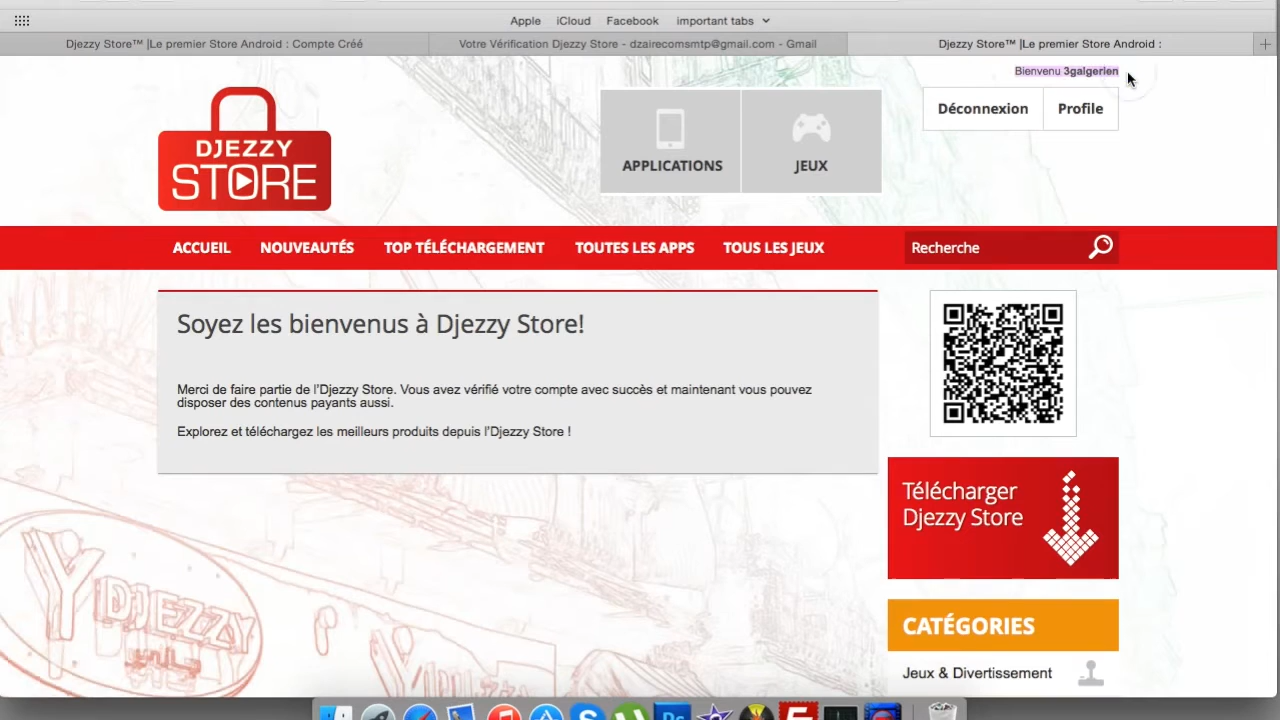 Apple iCloud Facebook important tabs
Djezzy Store™ |Le premier Store Android : Compte Créé
Votre Vérification Djezzy Store - dzairecomsmtp@gmail.com - Gmail
Djezzy Store™ |Le premier Store Android :
Bienvenu 3galgerien
Déconnexion Profile
DJEZZY
STORE
APPLICATIONS JEUX
ACCUEIL NOUVEAUTÉS TOP TÉLÉCHARGEMENT TOUTES LES APPS TOUS LES JEUX Recherche
Soyez les bienvenus à Djezzy Store!
Merci de faire partie de l'Djezzy Store. Vous avez vérifié votre compte avec succès et maintenant vous pouvez
disposer des contenus payants aussi.
Explorez et téléchargez les meilleurs produits depuis l'Djezzy Store !
Télécharger
Djezzy Store
CATÉGORIES
Jeux & Divertissement
DJEZZY
Ps